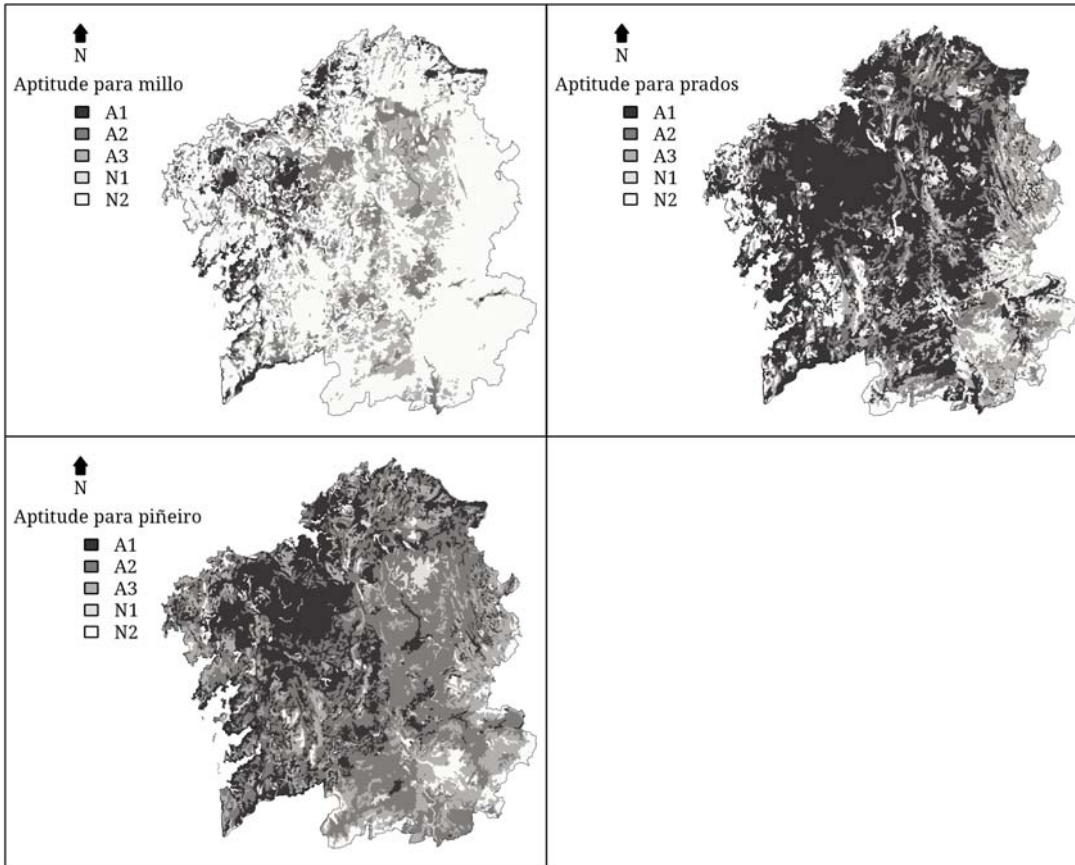 N
Aptitude para millo
A1
A2
A3
N1
N2
N
Aptitude para prados
A1
A2
A3
N1
N2
N
Aptitude para piñeiro
A1
A2
A3
N1
N2